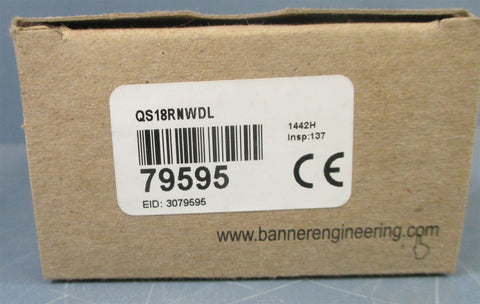 QS18RNWDL
1442H
Insp:137
79595
EID: 3079595
CE
www.bannerengineering.com